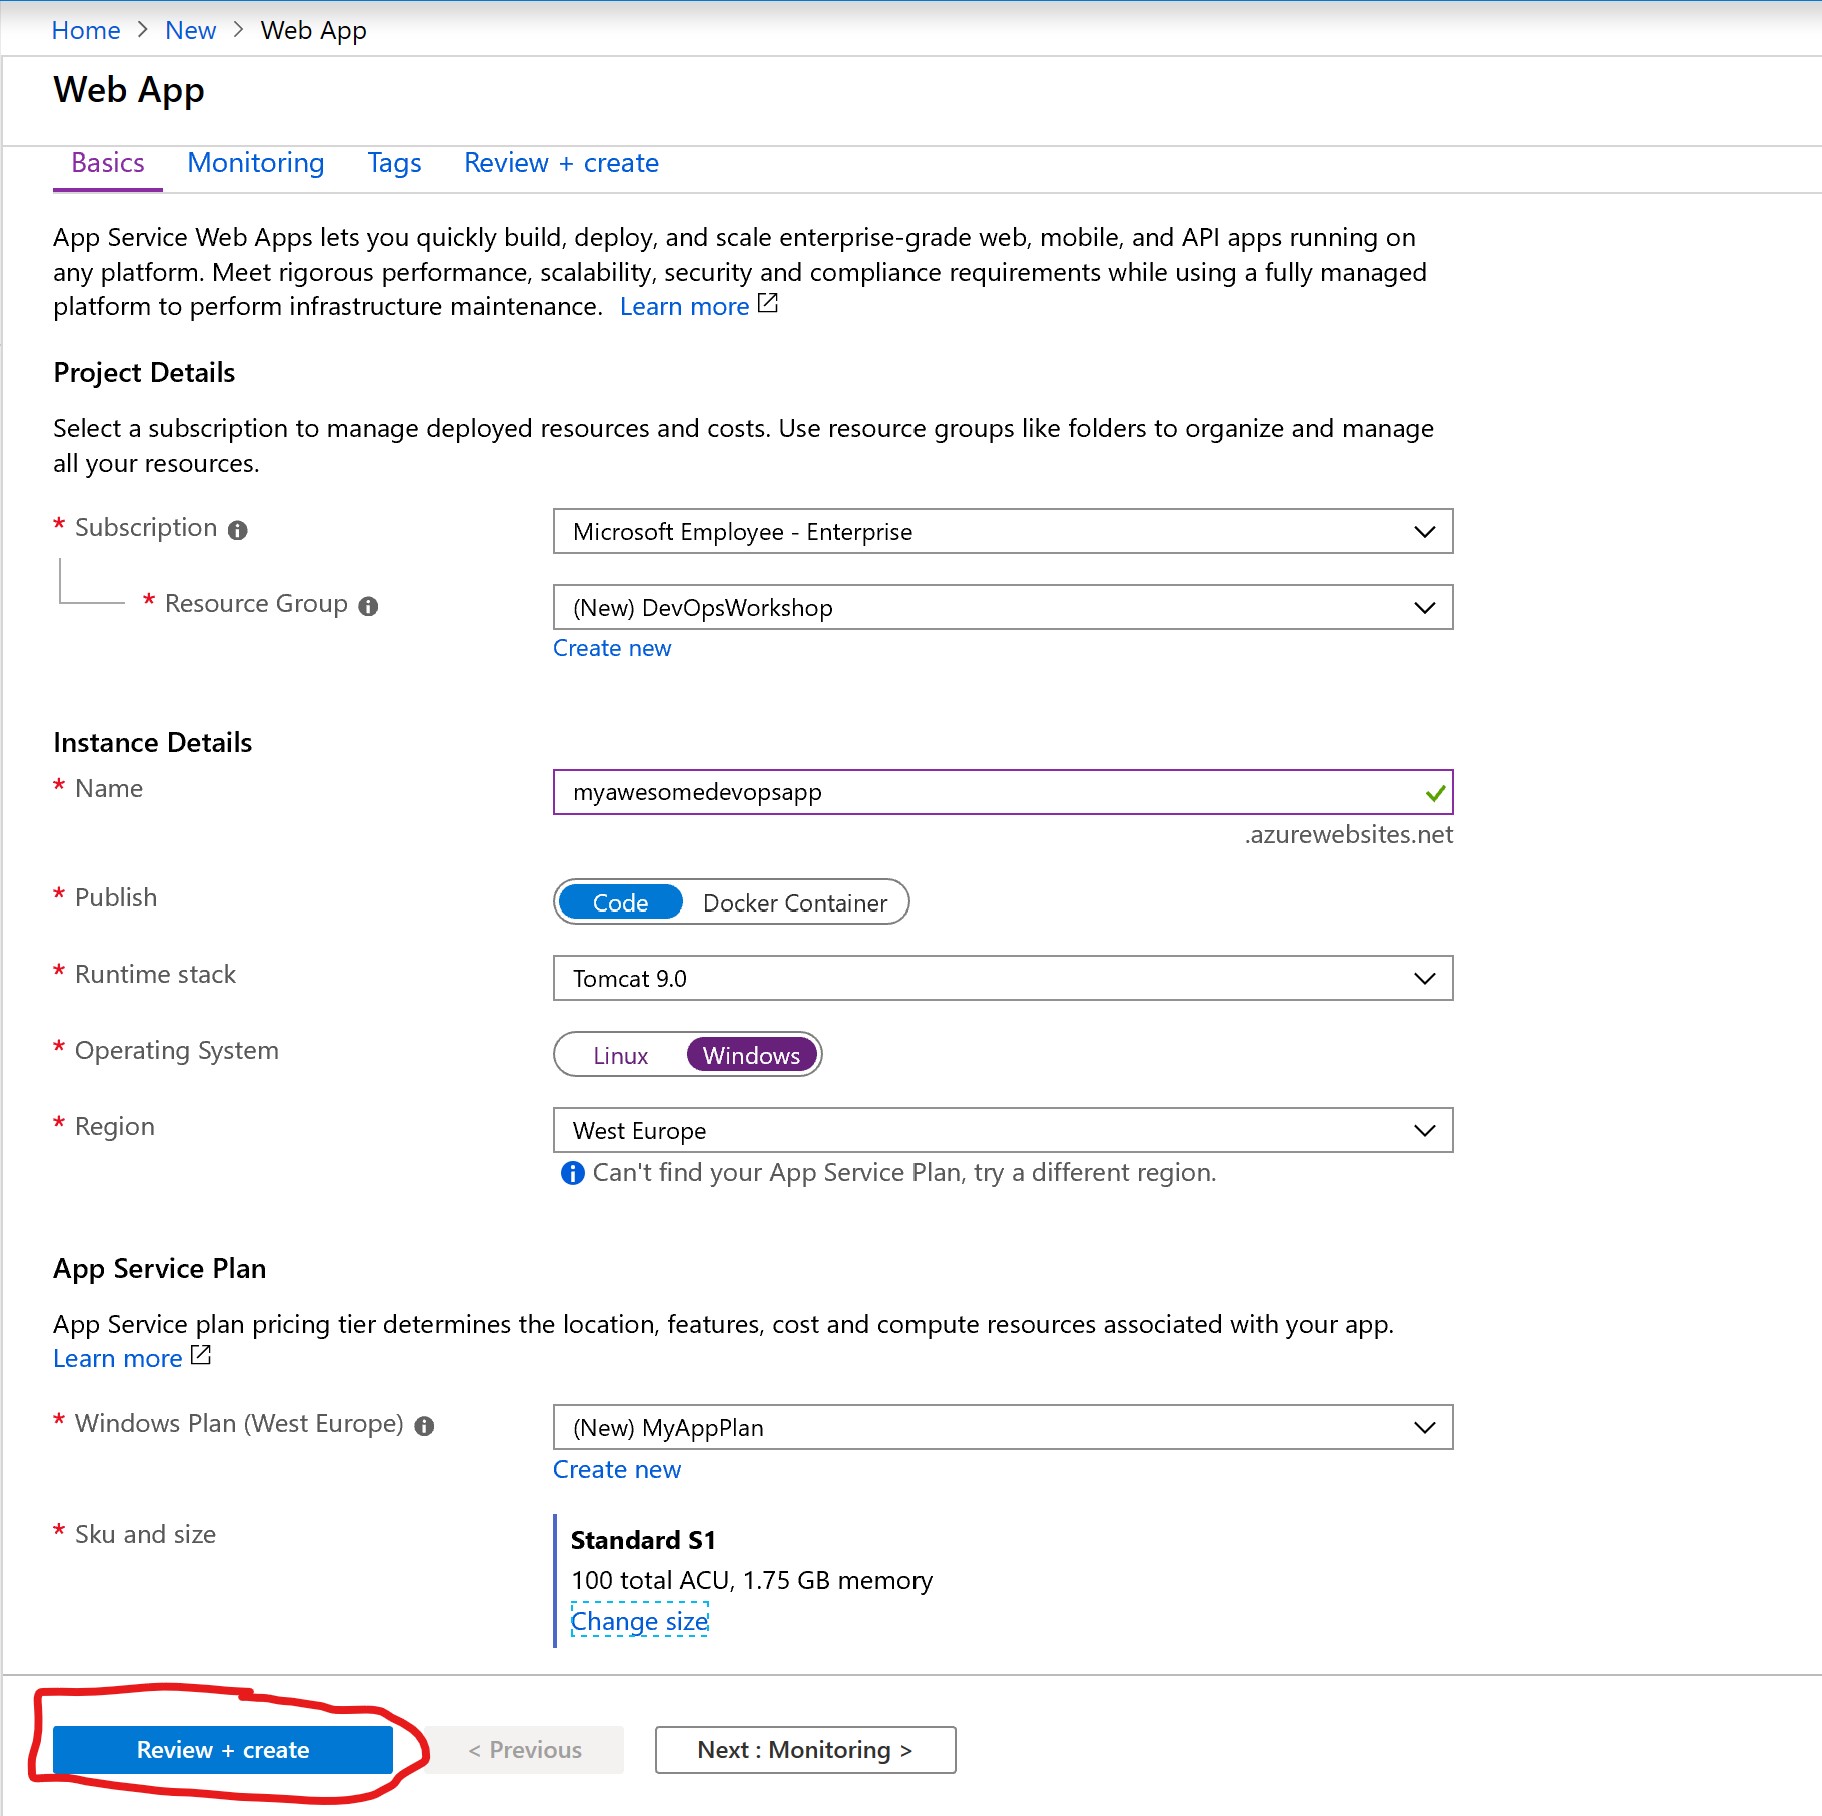 Home > New > Web App
Web App
Basics Monitoring Tags Review + create
App Service Web Apps lets you quickly build, deploy, and scale enterprise-grade web, mobile, and API apps running on
any platform. Meet rigorous performance, scalability, security and compliance requirements while using a fully managed
platform to perform infrastructure maintenance. Learn more
Project Details
Select a subscription to manage deployed resources and costs. Use resource groups like folders to organize and manage
all your resources.
* Subscription Microsoft Employee - Enterprise
* Resource Group (New) DevOpsWorkshop
Create new
Instance Details
* Name myawesomedevopsapp
.azurewebsites.net
* Publish Code Docker Container
* Runtime stack Tomcat 9.0
* Operating System Linux Windows
* Region West Europe
Can't find your App Service Plan, try a different region.
App Service Plan
App Service plan pricing tier determines the location, features, cost and compute resources associated with your app.
Learn more
* Windows Plan (West Europe) (New) MyAppPlan
Create new
* Sku and size Standard S1
100 total ACU, 1.75 GB memory
Change size
Review + create < Previous Next : Monitoring >